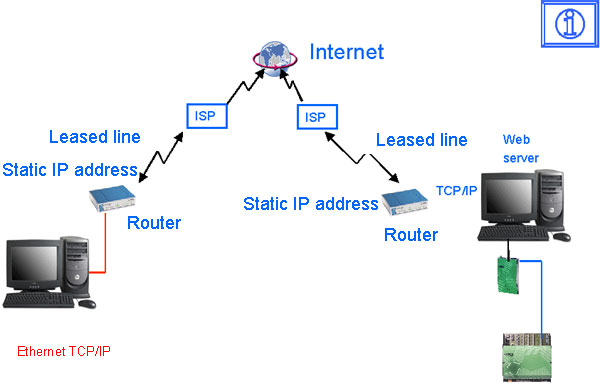 Internet
ISP
ISP
Leased line
Leased line
Web
server
Static IP address
Static IP address
TCP/IP
Router
Router
Ethernet TCP/IP